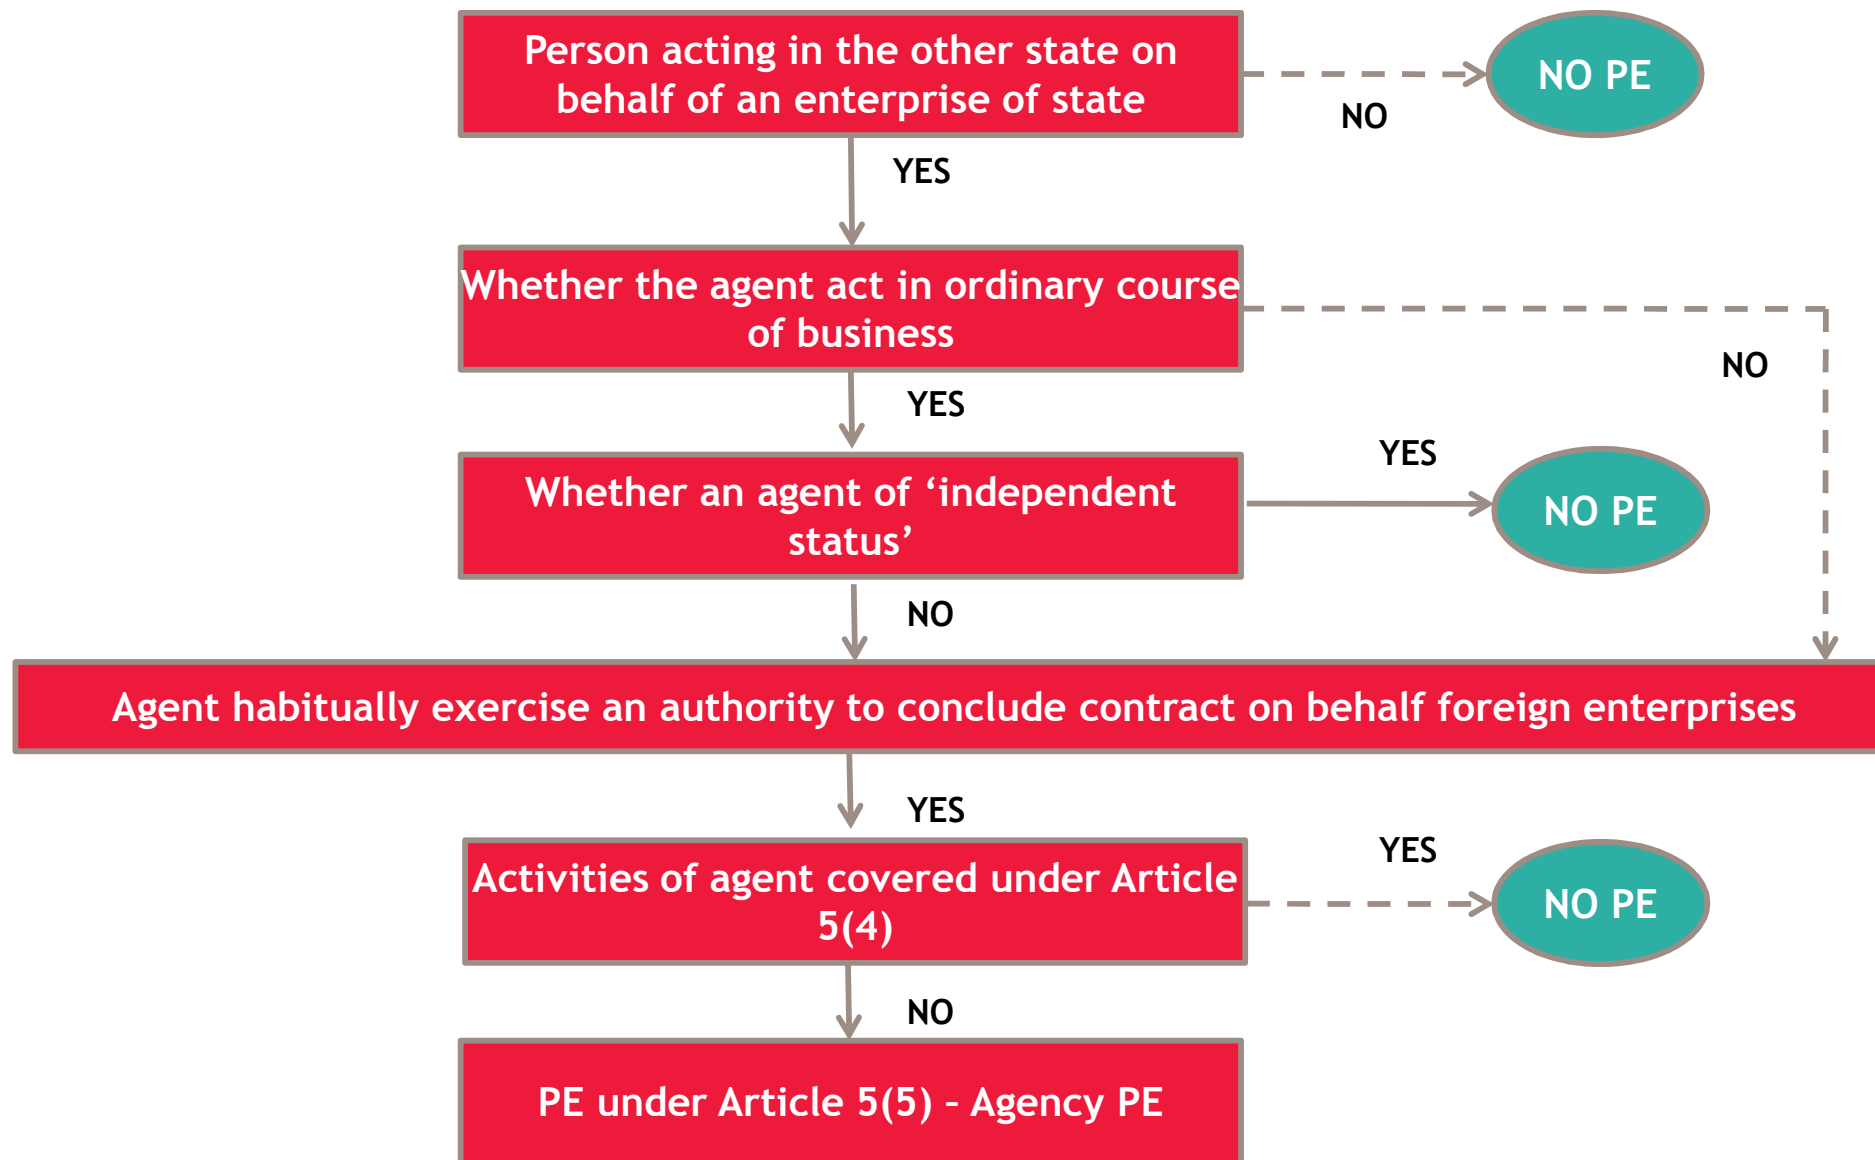 Person acting in the other state on
behalf of an enterprise of state
NO PE
NO
YES
Whether the agent act in ordinary course
of business
NO
YES
Whether an agent of ‘independent
status’
YES
NO PE
NO
Agent habitually exercise an authority to conclude contract on behalf foreign enterprises
YES
Activities of agent covered under Article
5(4)
YES
NO PE
NO
PE under Article 5(5) – Agency PE